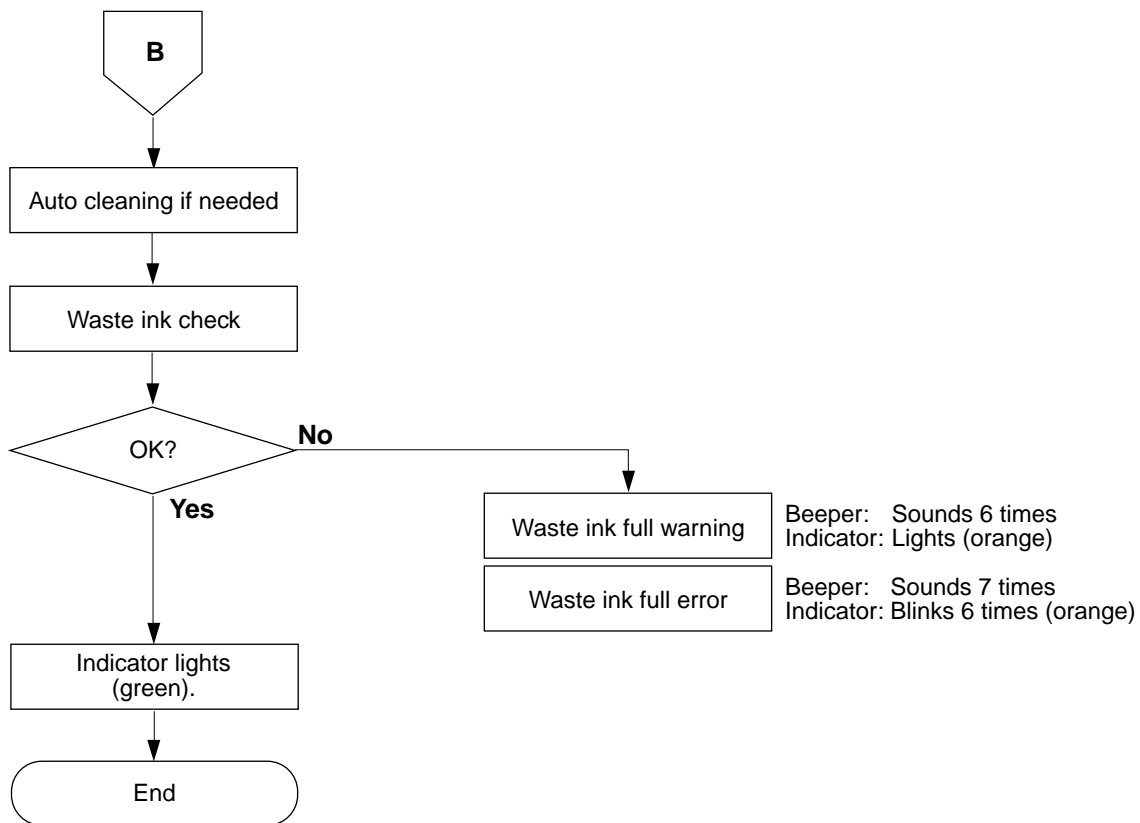 B
Auto cleaning if needed
Waste ink check
OK?
No
Yes
Waste ink full warning
Beeper: Sounds 6 times
Indicator: Lights (orange)
Waste ink full error
Beeper: Sounds 7 times
Indicator: Blinks 6 times (orange)
Indicator lights
(green).
End